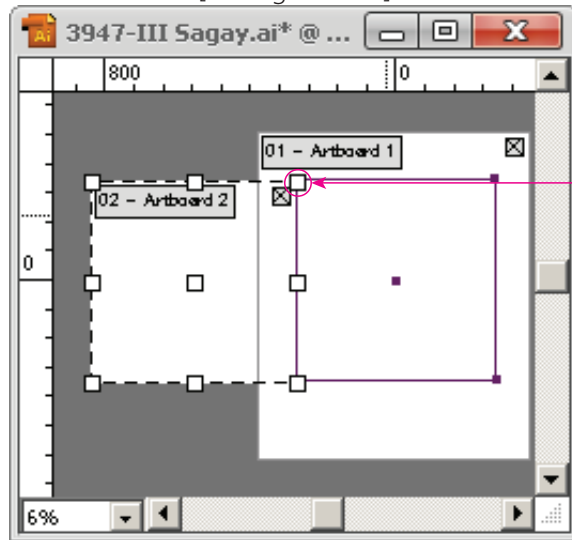 3947-III Sagay.ai* @ ...
800 0
01 - Artboard 1
02 - Artboard 2
0
6%